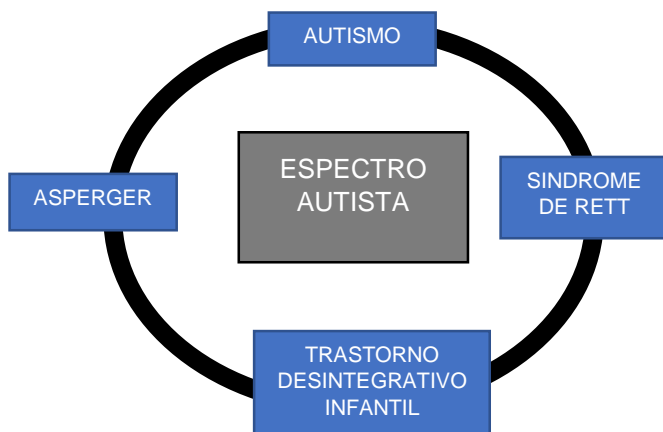 AUTISMO
ESPECTRO
AUTISTA
ASPERGER
SINDROME
DE RETT
TRASTORNO
DESINTEGRATIVO
INFANTIL